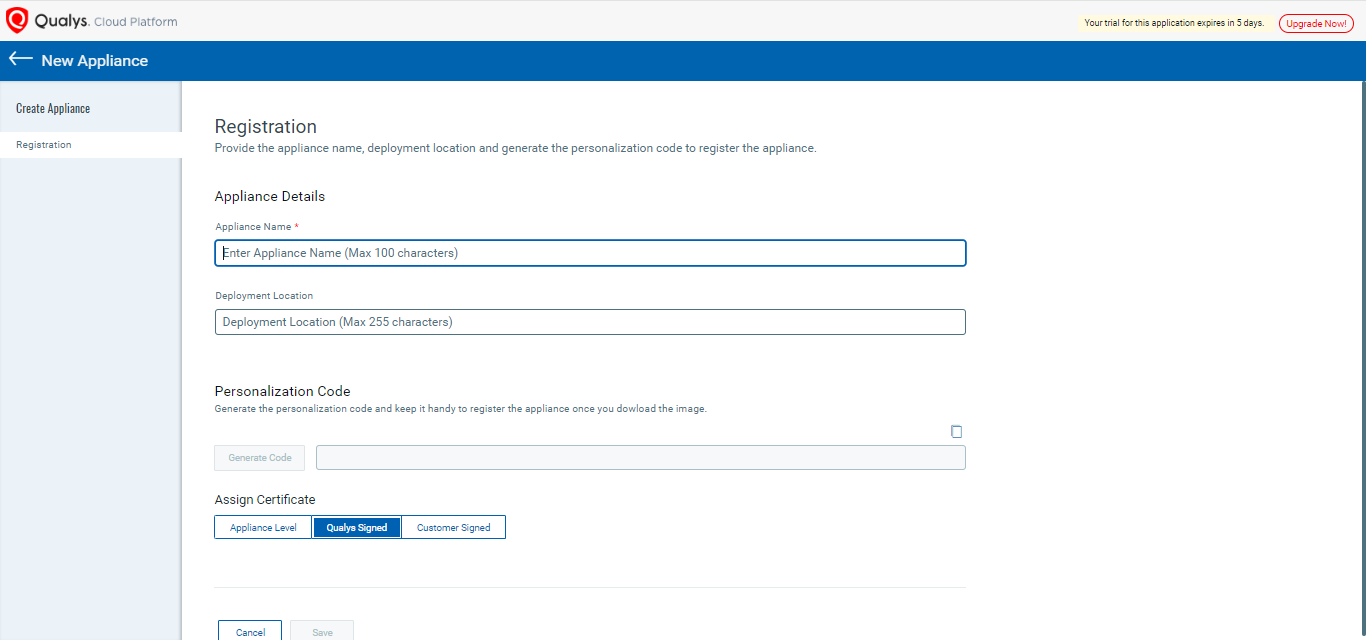 Qualys. Cloud Platform
Your trial for this application expires in 5 days.
Upgrade Now!
New Appliance
Create Appliance
Registration
Registration
Provide the appliance name, deployment location and generate the personalization code to register the appliance.
Appliance Details
Appliance Name *
Enter Appliance Name (Max 100 characters)
Deployment Location
Deployment Location (Max 255 characters)
Personalization Code
Generate the personalization code and keep it handy to register the appliance once you dowload the image.
Generate Code
Assign Certificate
Appliance Level
Qualys Signed
Customer Signed
Cancel
Save